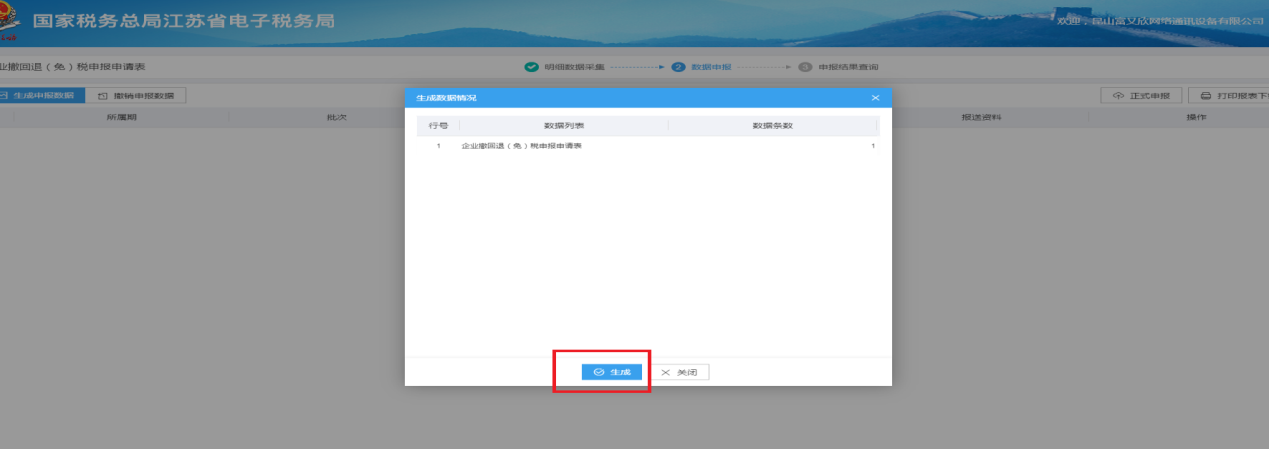 国家税务总局江苏省电子税务局
欢迎，昆山富又欣网络通讯设备有限公司
业撤回退（免）税申报申请表
明细数据采集
2 数据申报
3 申报结果查询
生成申报数据
撤销申报数据
正式申报
打印报表下
所属期
批次
报送资料
操作
生成数据情况
行号 数据列表 数据条数
1 企业撤回退（免）税申报申请表 1
生成
关闭